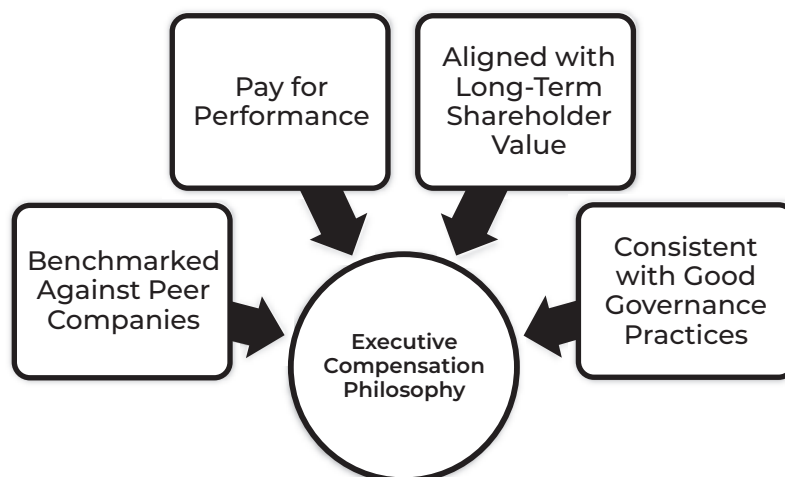 Pay for
Performance
Aligned with
Long-Term
Shareholder
Value
Benchmarked
Against Peer
Companies
Consistent
with Good
Governance
Practices
Executive
Compensation
Philosophy